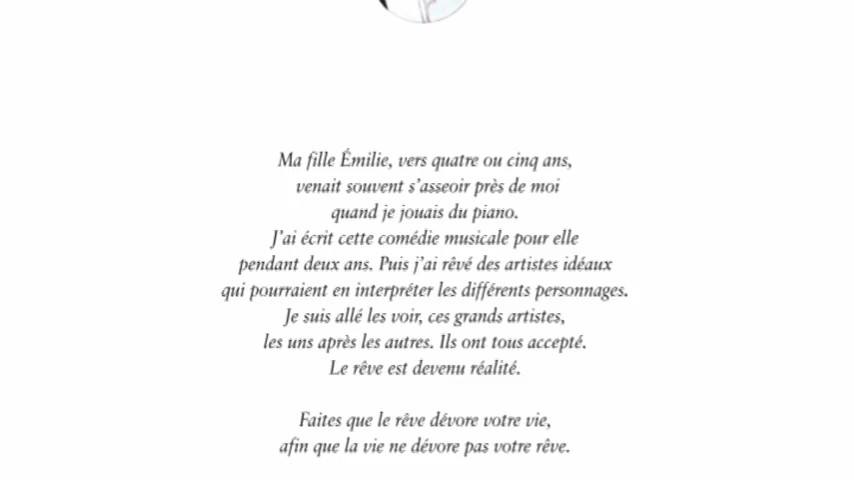 Ma fille Émilie, vers quatre ou cinq ans,
venait souvent s’asseoir près de moi
quand je jouais du piano.
J’ai écrit cette comédie musicale pour elle
pendant deux ans. Puis j’ai rêvé des artistes idéaux
qui pourraient en interpréter les différents personnages.
Je suis allé les voir, ces grands artistes,
les uns après les autres. Ils ont tous accepté.
Le rêve est devenu réalité.
Faites que le rêve dévore votre vie,
afin que la vie ne dévore pas votre rêve.